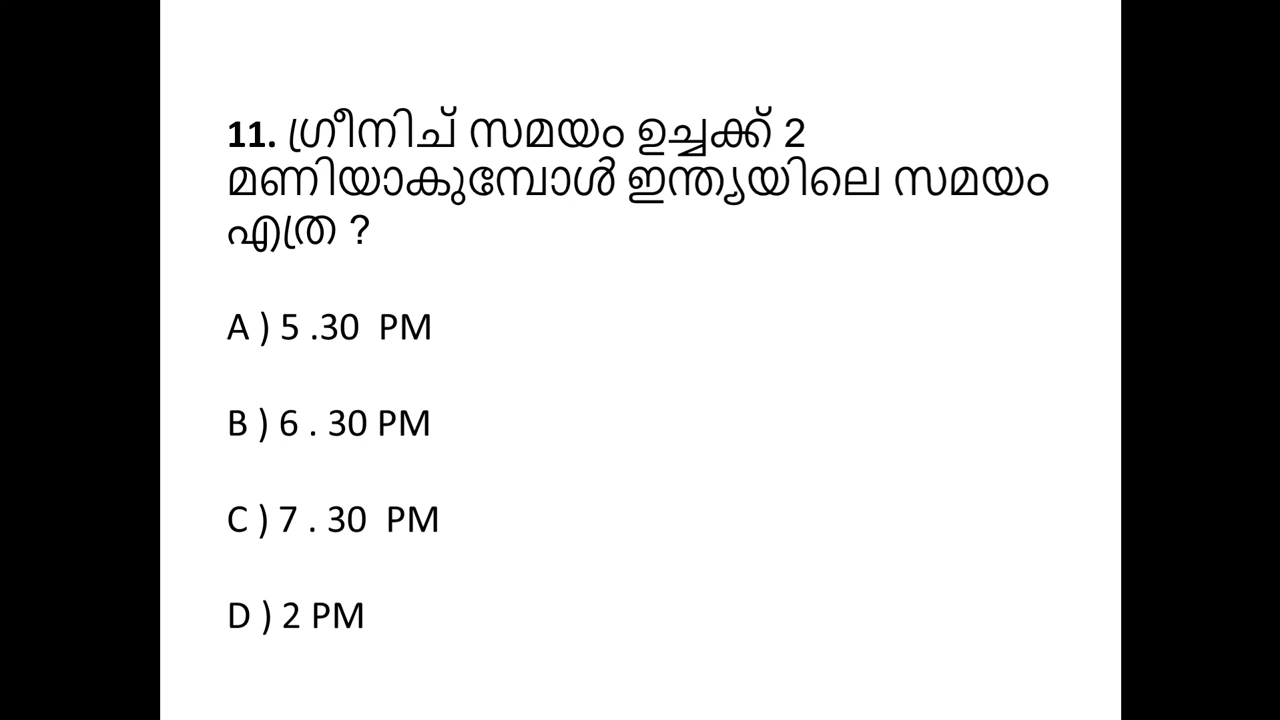 11. ഗ്രീനിച് സമയം ഉച്ചക്ക് 2
മണിയാകുമ്പോൾ ഇന്ത്യയിലെ സമയം
എത്ര ?
A ) 5 .30 PM
B ) 6 . 30 PM
C ) 7 . 30 PM
D ) 2 PM